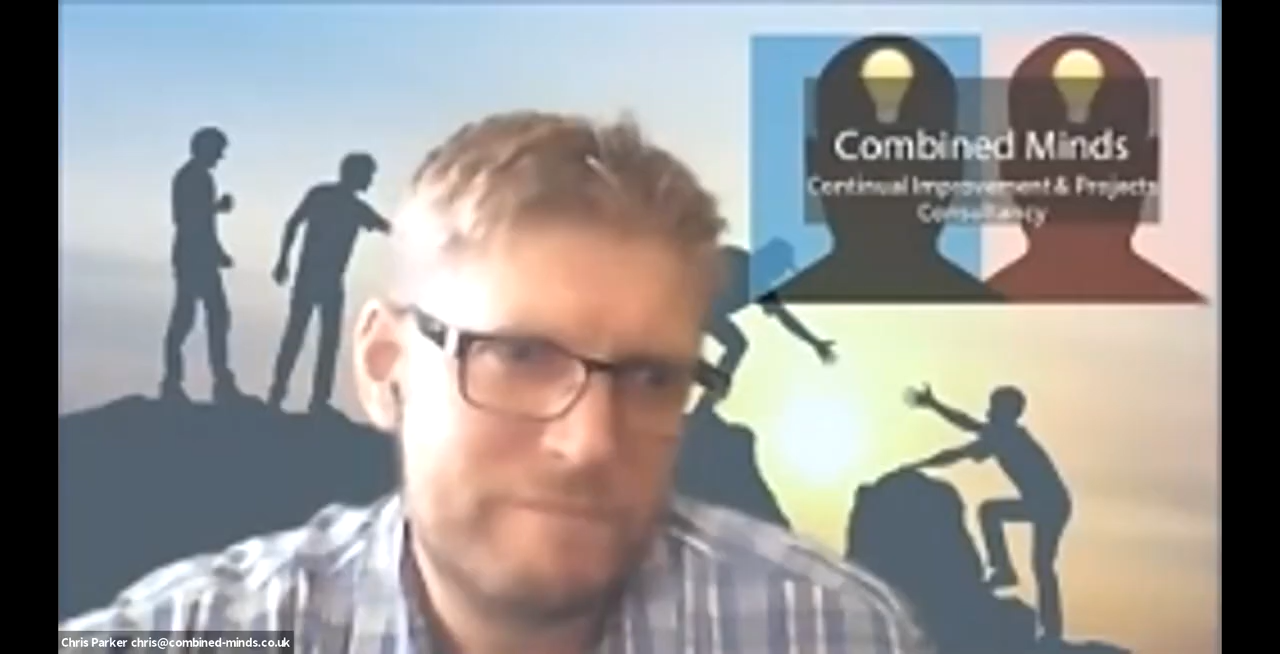 Combined Minds
Continual Improvement & Projects
Consultancy
Chris Parker chris@combined-minds.co.uk